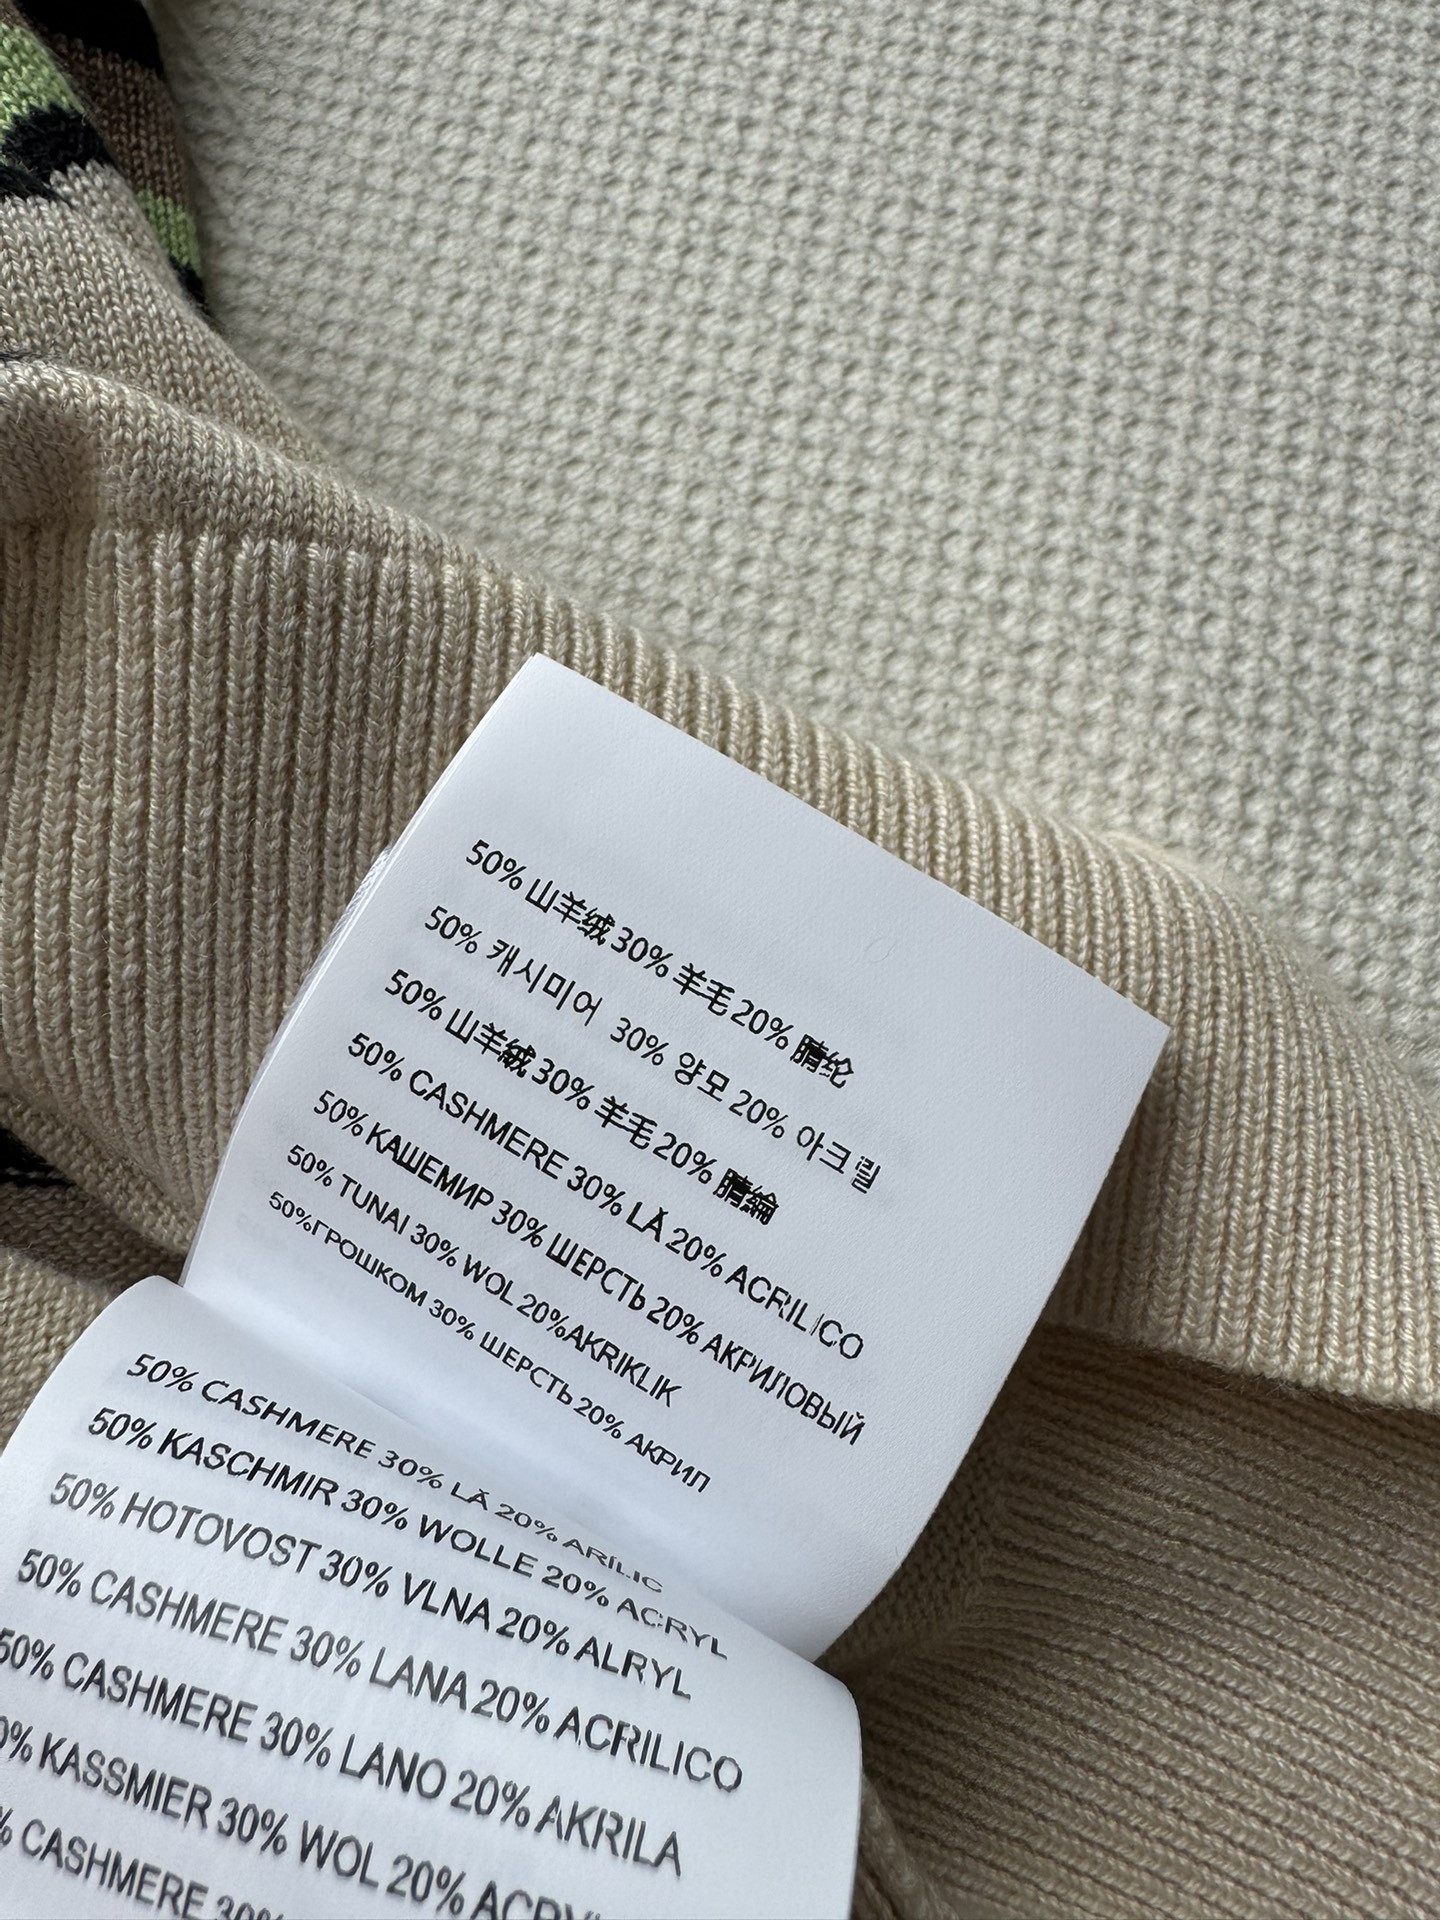 50% 山羊绒 30% 羊毛 20% 腈纶
50% 캐시미어 30% 양모 20% 아크릴
50% 山羊絨 30% 羊毛 20% 腈綸
50% CASHMERE 30% LÃ 20% ACRILICO
50% КАШЕМИР 30% ШЕРСТЬ 20% АКРИЛОВЫЙ
50% TUNAI 30% WOL 20%AKRIKLIK
50%ГРОШКОМ 30% ШЕРСТЬ 20% АКРИЛ
50% CASHMERE 30% LÃ 20% ARILIC
50% KASCHMIR 30% WOLLE 20% ACRYL
50% HOTOVOST 30% VLNA 20% ALRYL
50% CASHMERE 30% LANA 20% ACRILICO
50% CASHMERE 30% LANO 20% AKRILA
0% KASSMIER 30% WOL 20%
% CASHMERE 30%